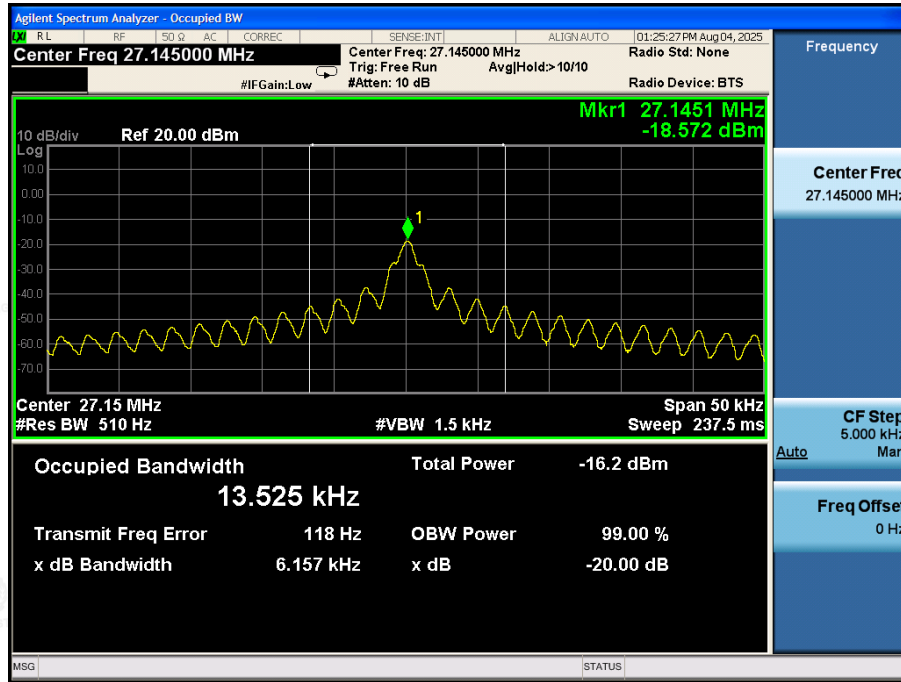 Agilent Spectrum Analyzer - Occupied BW
LXI RL RF 50 Ω AC CORREC SENSE:INT ALIGN AUTO 01:25:27 PM Aug 04, 2025
Center Freq 27.145000 MHz
Center Freq: 27.145000 MHz
Radio Std: None
Trig: Free Run Avg|Hold:>10/10
#IFGain:Low
#Atten: 10 dB
Radio Device: BTS
Mkr1 27.1451 MHz
-18.572 dBm
10 dB/div Ref 20.00 dBm
Log
10.0
0.00
-10.0
1
-20.0
-30.0
-40.0
-50.0
-60.0
-70.0
Center 27.15 MHz
Span 50 kHz
#Res BW 510 Hz
#VBW 1.5 kHz
Sweep 237.5 ms
Occupied Bandwidth
13.525 kHz
Total Power -16.2 dBm
Transmit Freq Error 118 Hz
OBW Power 99.00 %
x dB Bandwidth 6.157 kHz
x dB -20.00 dB
MSG
STATUS
Frequency
Center Freq
27.145000 MHz
CF Step
5.000 kHz
Auto Man
Freq Offset
0 Hz